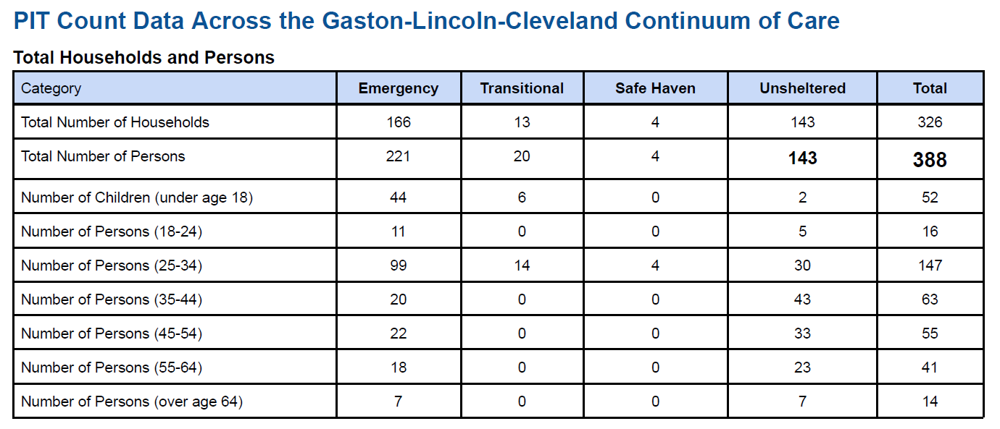 PIT Count Data Across the Gaston-Lincoln-Cleveland Continuum of Care
Total Households and Persons
Category Emergency Transitional Safe Haven Unsheltered Total
Total Number of Households 166 13 4 143 326
Total Number of Persons 221 20 4 143 388
Number of Children (under age 18) 44 6 0 2 52
Number of Persons (18-24) 11 0 0 5 16
Number of Persons (25-34) 99 14 4 30 147
Number of Persons (35-44) 20 0 0 43 63
Number of Persons (45-54) 22 0 0 33 55
Number of Persons (55-64) 18 0 0 23 41
Number of Persons (over age 64) 7 0 0 7 14